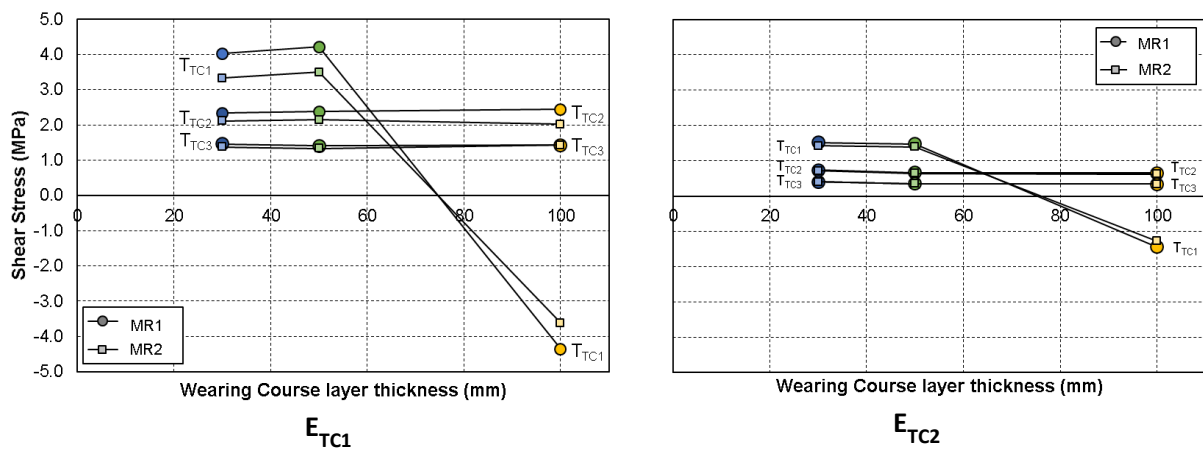 5.0
4.0
3.0
2.0
1.0
0.0
-1.0
-2.0
-3.0
-4.0
-5.0
Shear Stress (MPa)
0 20 40 60 80 100
T_TC1
T_TC2
T_TC3
T_TC2
T_TC3
T_TC1
MR1
MR2
Wearing Course layer thickness (mm)
E_TC1
MR1
MR2
T_TC1
T_TC2
T_TC3
T_TC2
T_TC3
T_TC1
0 20 40 60 80 100
Wearing Course layer thickness (mm)
E_TC2